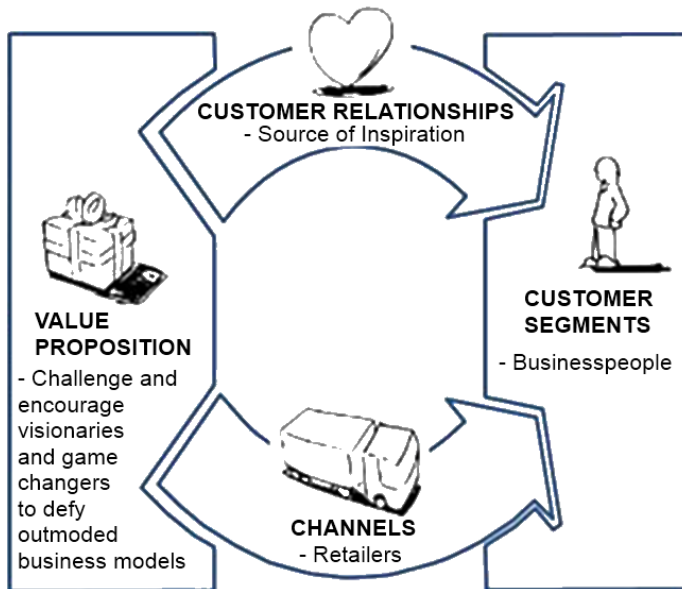 CUSTOMER RELATIONSHIPS
- Source of Inspiration
VALUE
PROPOSITION
- Challenge and
encourage
visionaries
and game
changers
to defy
outmoded
business models
CUSTOMER
SEGMENTS
- Businesspeople
CHANNELS
- Retailers